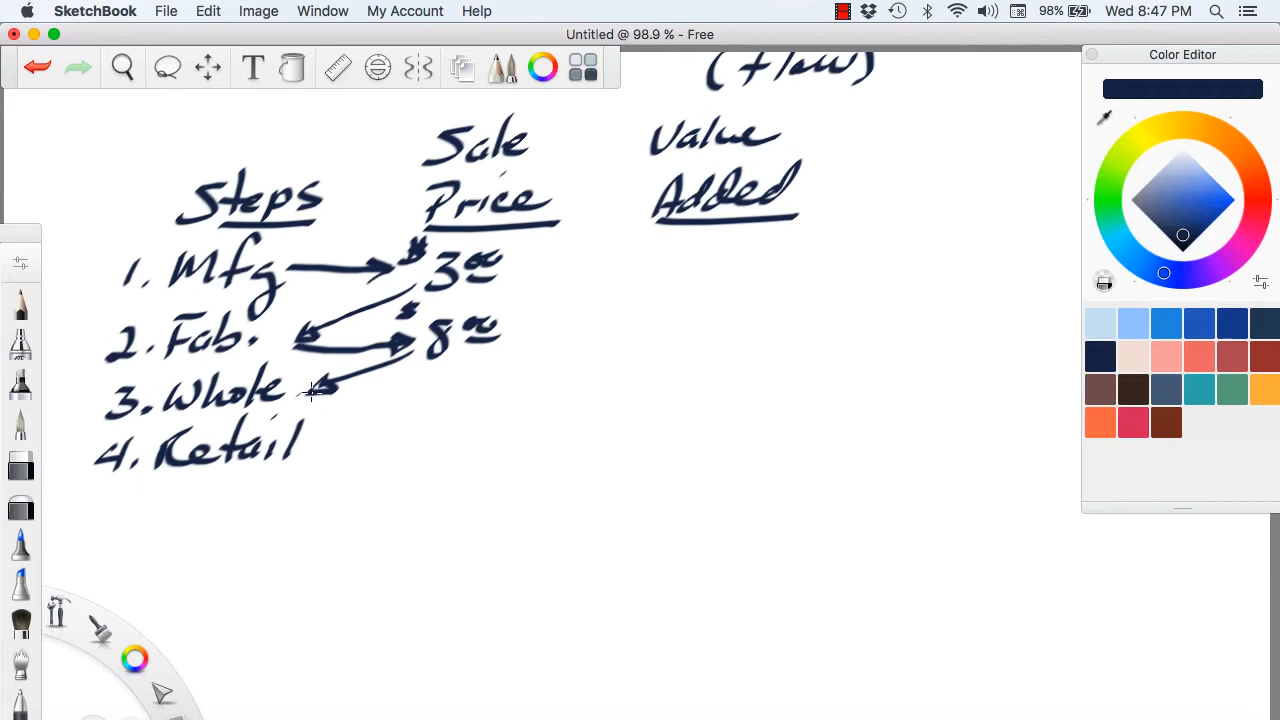 SketchBook File Edit Image Window My Account Help 98% Wed 8:47 PM
Untitled @ 98.9 % - Free
T
Color Editor
(flow)
Sale Value
Steps Price Added
1. Mfg $ 3.00
2. Fab. $ 8.00
3. Whole
4. Retail